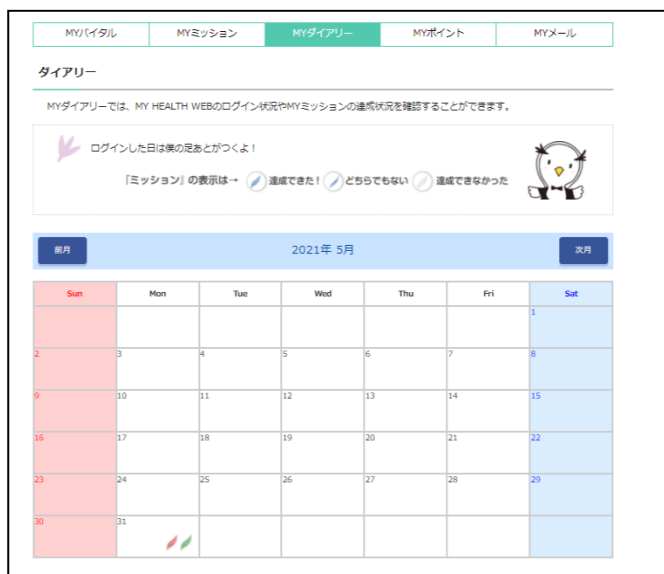 MYバイタル MYミッション MYダイアリー MYポイント MYメール
ダイアリー
MYダイアリーでは、MY HEALTH WEBのログイン状況やMYミッションの達成状況を確認することができます。
ログインした日は僕の足あとがつくよ！
「ミッション」の表示は→ 達成できた！ どちらでもない 達成できなかった
前月 2021年 5月 次月
Sun Mon Tue Wed Thu Fri Sat
1
2 3 4 5 6 7 8
9 10 11 12 13 14 15
16 17 18 19 20 21 22
23 24 25 26 27 28 29
30 31